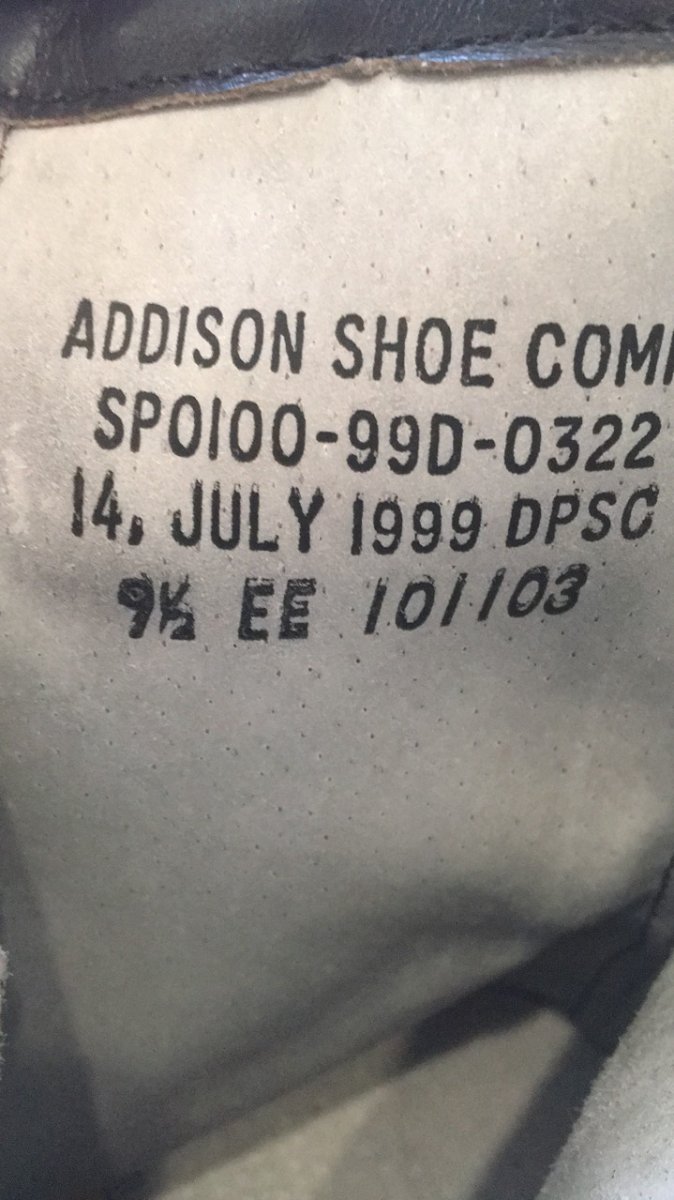 ADDISON SHOE COM
SP0100-99D-0322
14, JULY 1999 DPSC
9½ EE 101103